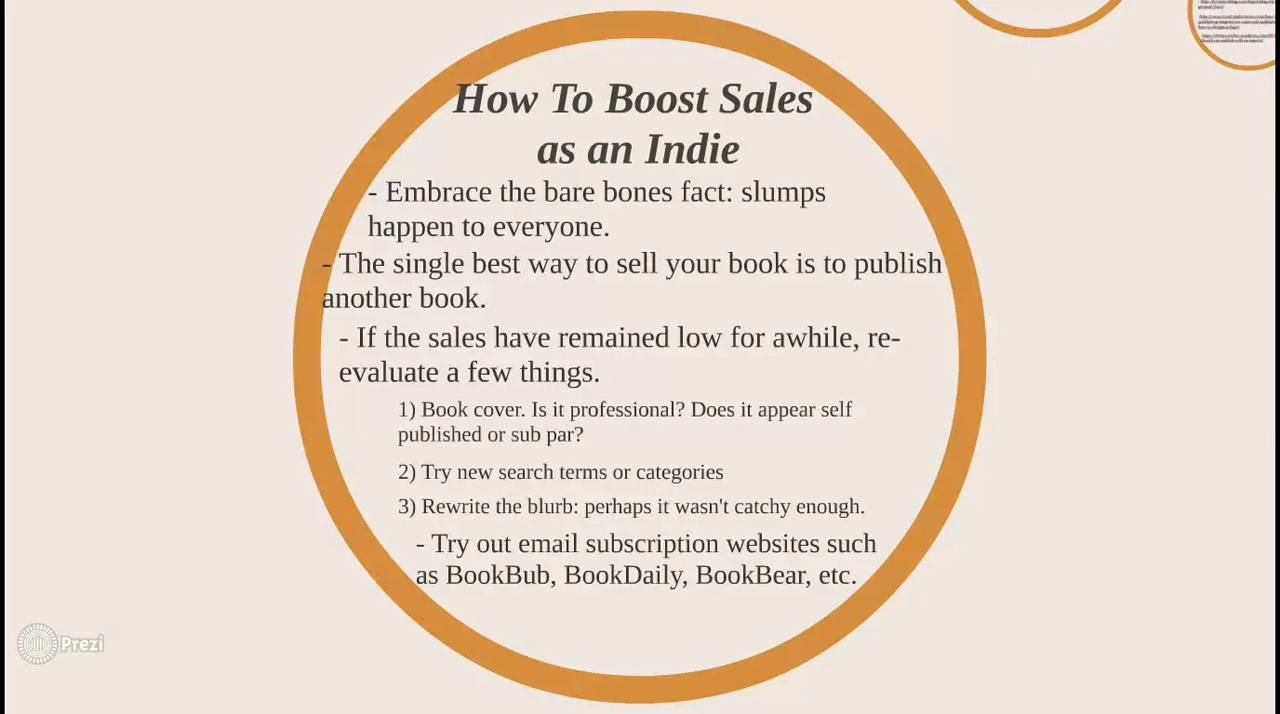 How To Boost Sales
as an Indie
- Embrace the bare bones fact: slumps
happen to everyone.
- The single best way to sell your book is to publish
another book.
- If the sales have remained low for awhile, re-
evaluate a few things.
1) Book cover. Is it professional? Does it appear self
published or sub par?
2) Try new search terms or categories
3) Rewrite the blurb: perhaps it wasn't catchy enough.
- Try out email subscription websites such
as BookBub, BookDaily, BookBear, etc.
Prezi